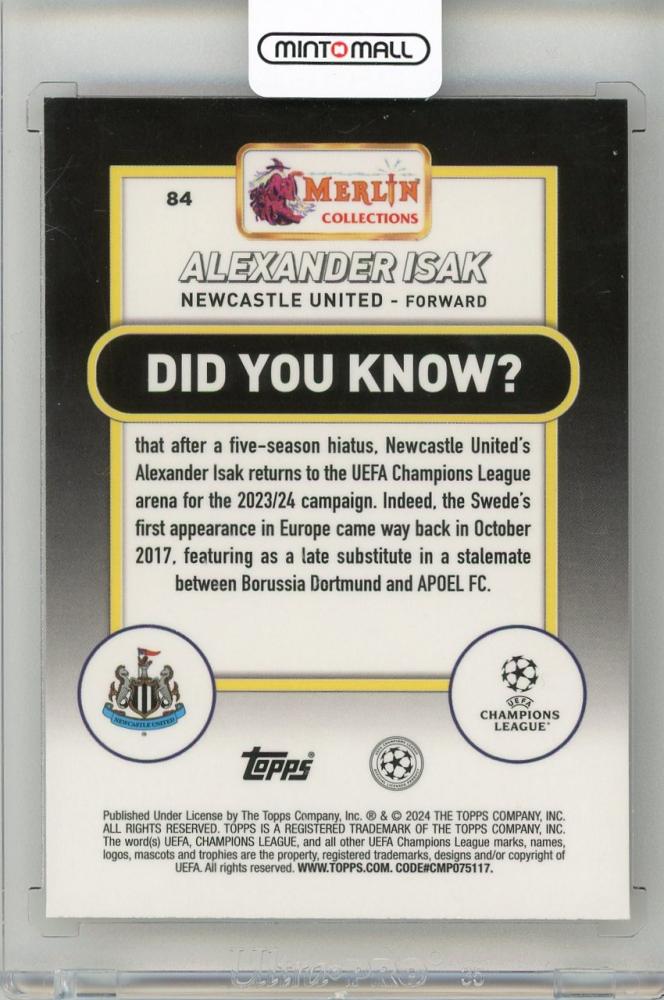 MINTOMALL
84
MERLIN
COLLECTIONS
ALEXANDER ISAK
NEWCASTLE UNITED - FORWARD
DID YOU KNOW?
that after a five-season hiatus, Newcastle United's
Alexander Isak returns to the UEFA Champions League
arena for the 2023/24 campaign. Indeed, the Swede's
first appearance in Europe came way back in October
2017, featuring as a late substitute in a stalemate
between Borussia Dortmund and APOEL FC.
NEWCASTLE UNITED
®
UEFA
CHAMPIONS
LEAGUE™
topps®
Published Under License by The Topps Company, Inc. ® & © 2024 THE TOPPS COMPANY, INC.
ALL RIGHTS RESERVED. TOPPS IS A REGISTERED TRADEMARK OF THE TOPPS COMPANY, INC.
The word(s) UEFA, CHAMPIONS LEAGUE, and all other UEFA Champions League marks, names,
logos, mascots and trophies are the property, registered trademarks, designs and/or copyright of
UEFA. All rights reserved. WWW.TOPPS.COM. CODE#CMP075117.
Ultra·PRO®